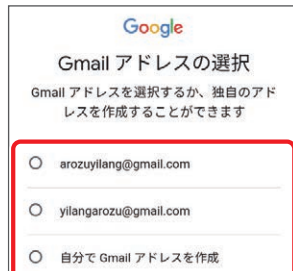 Google
Gmail アドレスの選択
Gmail アドレスを選択するか、独自のアド
レスを作成することができます
arozuyilang@gmail.com
yilangarozu@gmail.com
自分で Gmail アドレスを作成